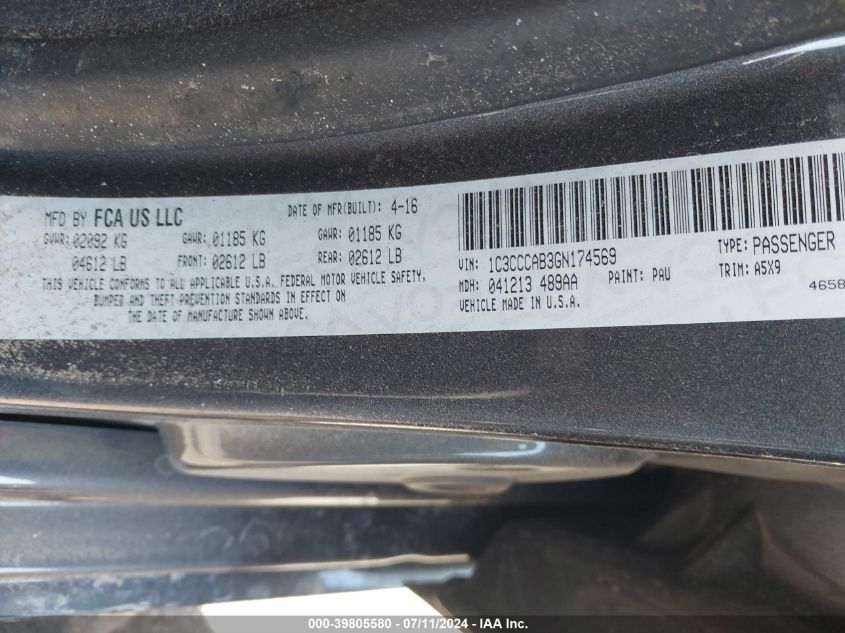 MFD BY FCA US LLC
DATE OF MFR(BUILT): 4-16
GVWR: 02092 KG GAWR: 01185 KG GAWR: 01185 KG
04612 LB FRONT: 02612 LB REAR: 02612 LB
THIS VEHICLE CONFORMS TO ALL APPLICABLE U.S.A. FEDERAL MOTOR VEHICLE SAFETY,
BUMPER AND THEFT PREVENTION STANDARDS IN EFFECT ON
THE DATE OF MANUFACTURE SHOWN ABOVE.
VIN: 1C3CCCAB3GN174569 TYPE: PASSENGER
MDH: 041213 489AA PAINT: PAU TRIM: A5X9
VEHICLE MADE IN U.S.A. 4658
000-39805580 - 07/11/2024 - IAA Inc.